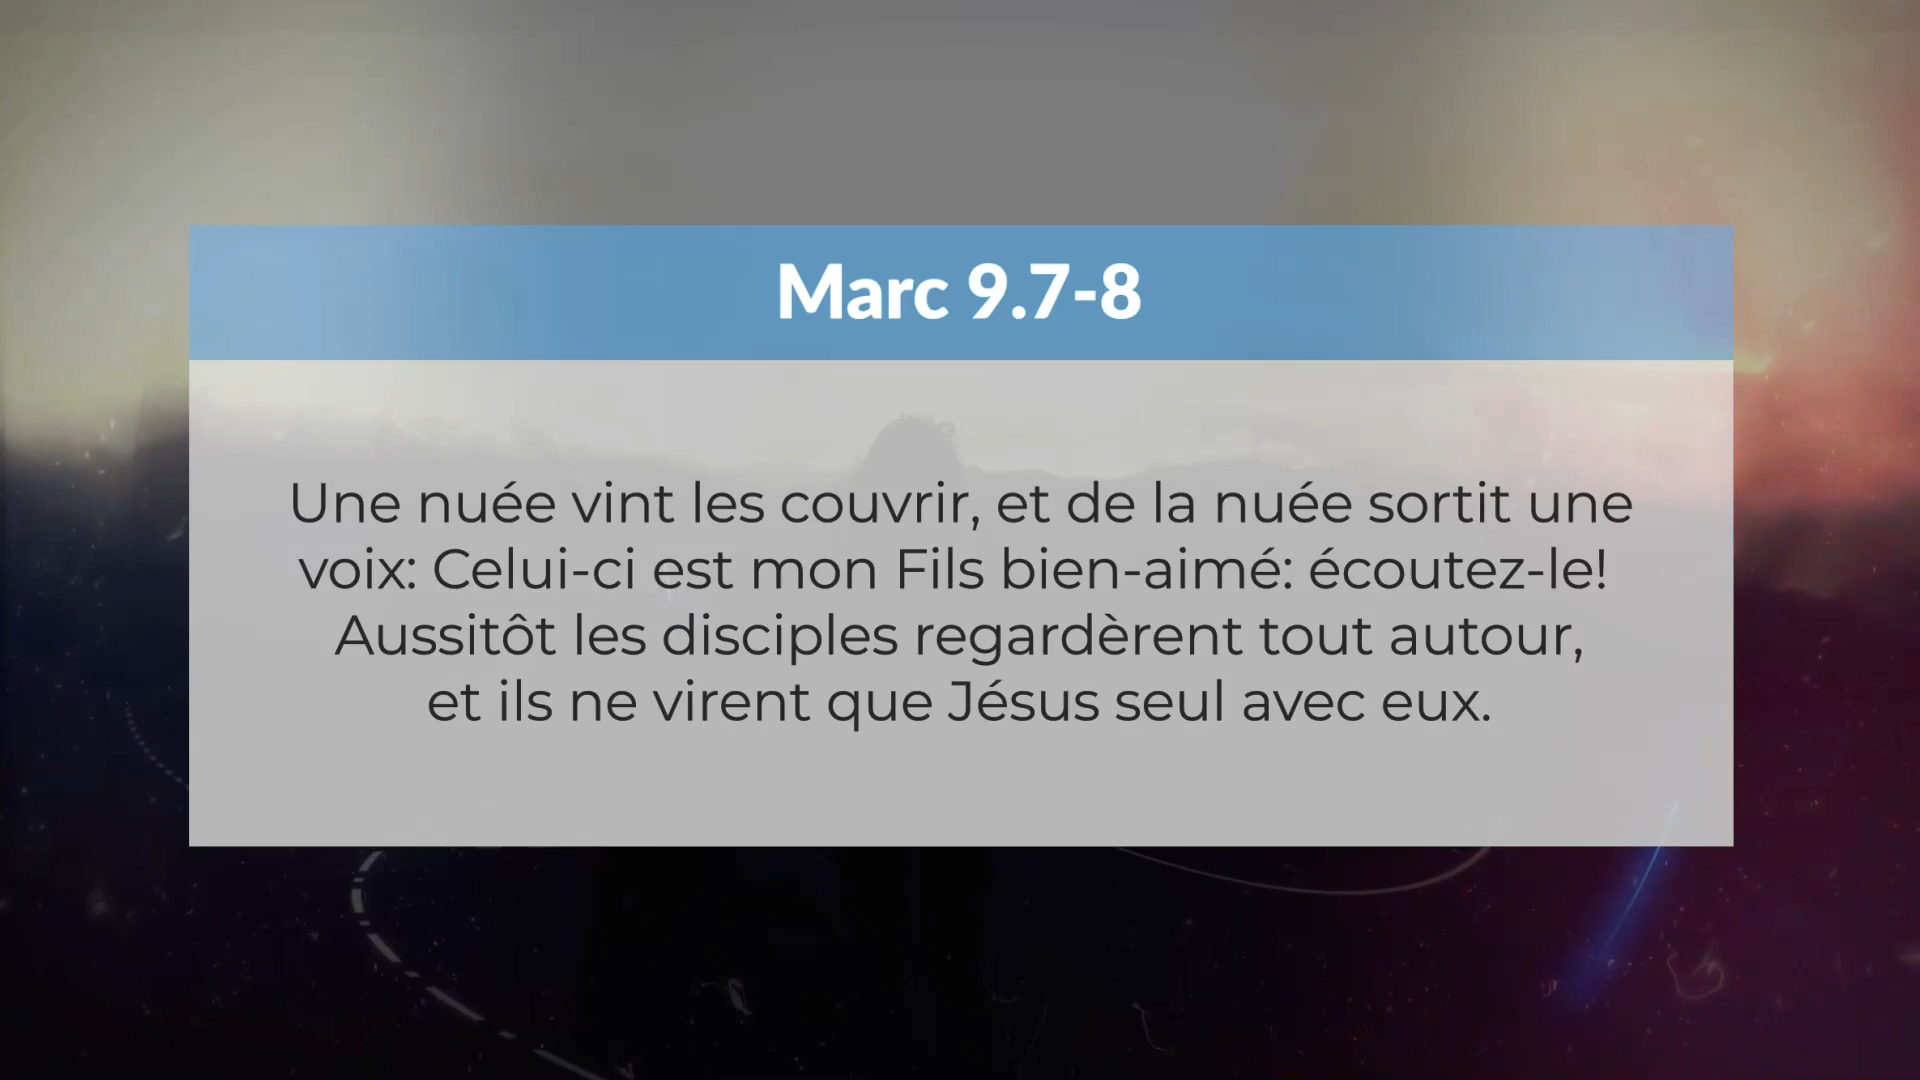 Marc 9.7-8
Une nuée vint les couvrir, et de la nuée sortit une
voix: Celui-ci est mon Fils bien-aimé: écoutez-le!
Aussitôt les disciples regardèrent tout autour,
et ils ne virent que Jésus seul avec eux.